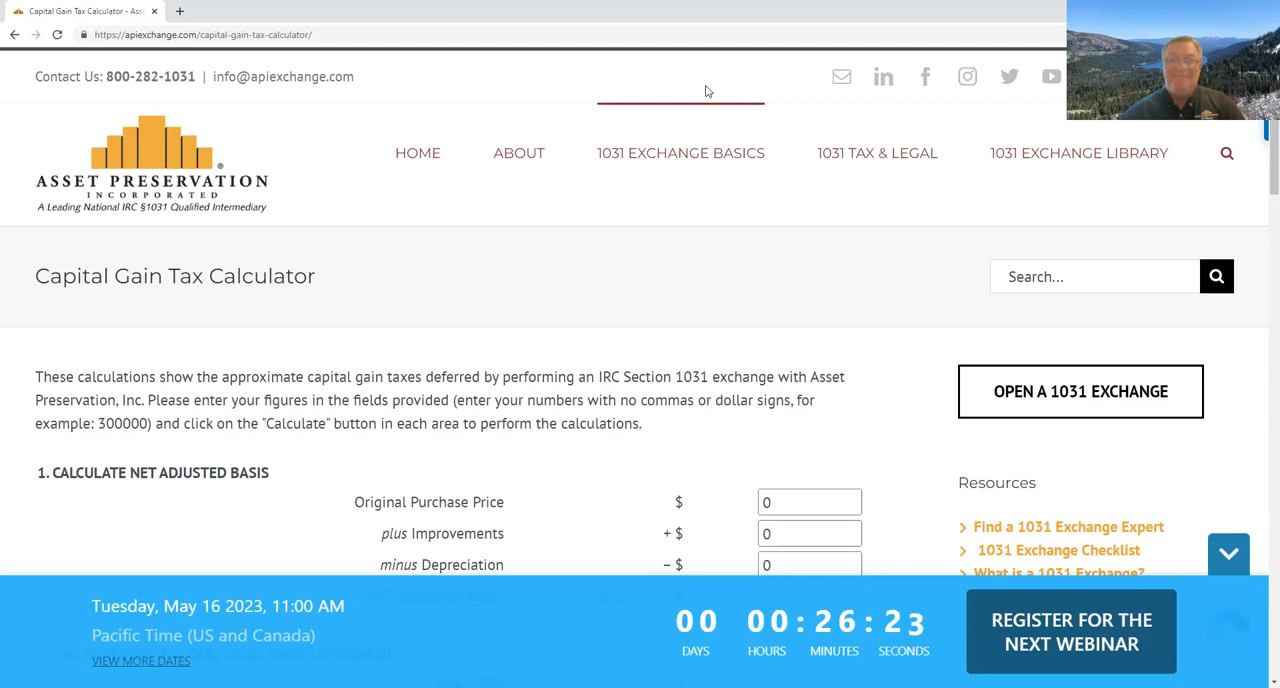 Capital Gain Tax Calculator - Ass
https://apiexchange.com/capital-gain-tax-calculator/
Contact Us: 800-282-1031 | info@apiexchange.com
ASSET PRESERVATION
INCORPORATED
A Leading National IRC §1031 Qualified Intermediary
HOME ABOUT 1031 EXCHANGE BASICS 1031 TAX & LEGAL 1031 EXCHANGE LIBRARY
Capital Gain Tax Calculator
Search...
These calculations show the approximate capital gain taxes deferred by performing an IRC Section 1031 exchange with Asset
Preservation, Inc. Please enter your figures in the fields provided (enter your numbers with no commas or dollar signs, for
example: 300000) and click on the "Calculate" button in each area to perform the calculations.
OPEN A 1031 EXCHANGE
1. CALCULATE NET ADJUSTED BASIS
Original Purchase Price $ 0
plus Improvements + $ 0
minus Depreciation – $ 0
Resources
Find a 1031 Exchange Expert
1031 Exchange Checklist
What is a 1031 Exchange?
Tuesday, May 16 2023, 11:00 AM
Pacific Time (US and Canada)
VIEW MORE DATES
00 00 : 26 : 23
DAYS HOURS MINUTES SECONDS
REGISTER FOR THE
NEXT WEBINAR